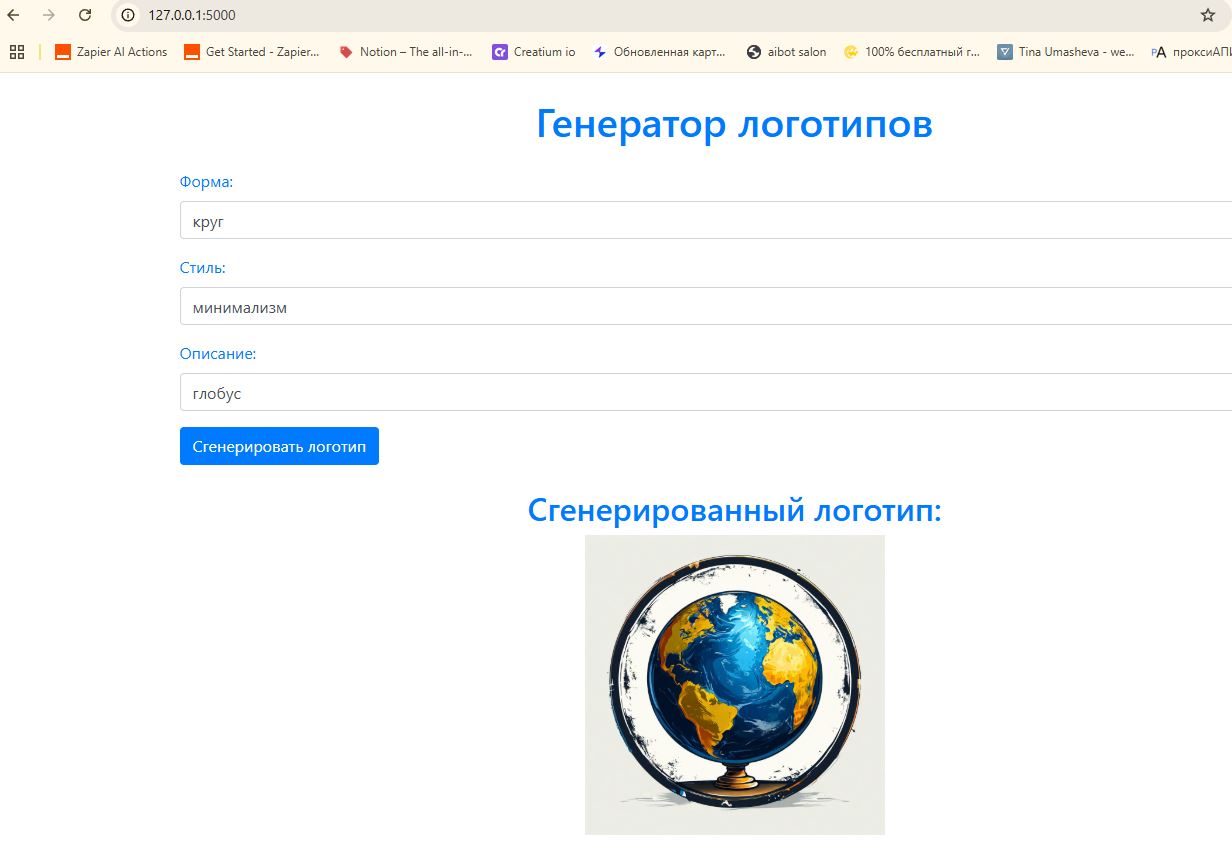 127.0.0.1:5000
Zapier AI Actions Get Started - Zapier... Notion – The all-in-... Creatium io Обновленная карт... aibot salon 100% бесплатный г... Tina Umasheva - we... проксиАПИ
Генератор логотипов
Форма:
круг
Стиль:
минимализм
Описание:
глобус
Сгенерировать логотип
Сгенерированный логотип: